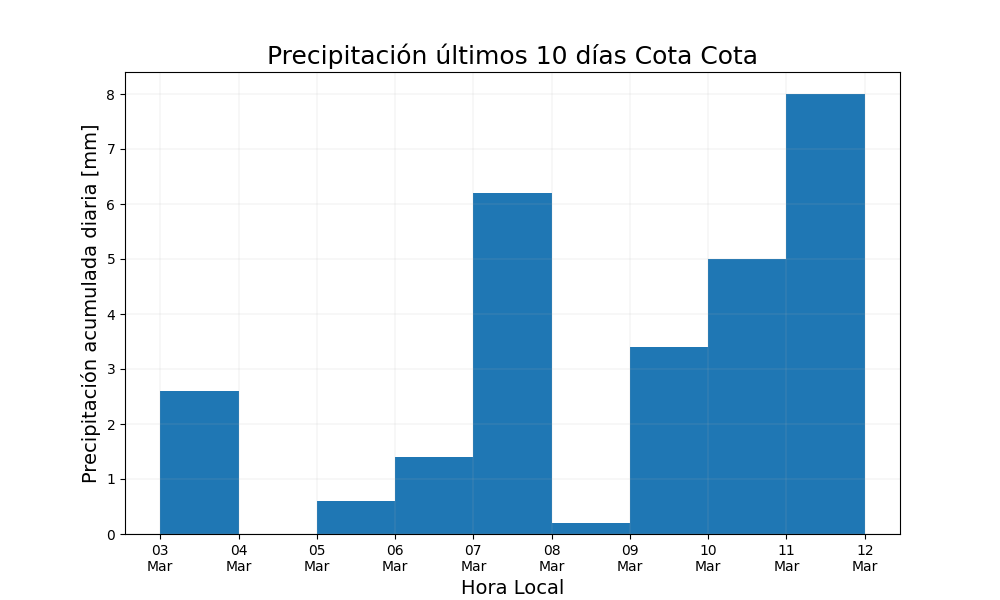 Precipitación últimos 10 días Cota Cota
Precipitación acumulada diaria [mm]
8
7
6
5
4
3
2
1
0
03 04 05 06 07 08 09 10 11 12
Mar Mar Mar Mar Mar Mar Mar Mar Mar Mar
Hora Local